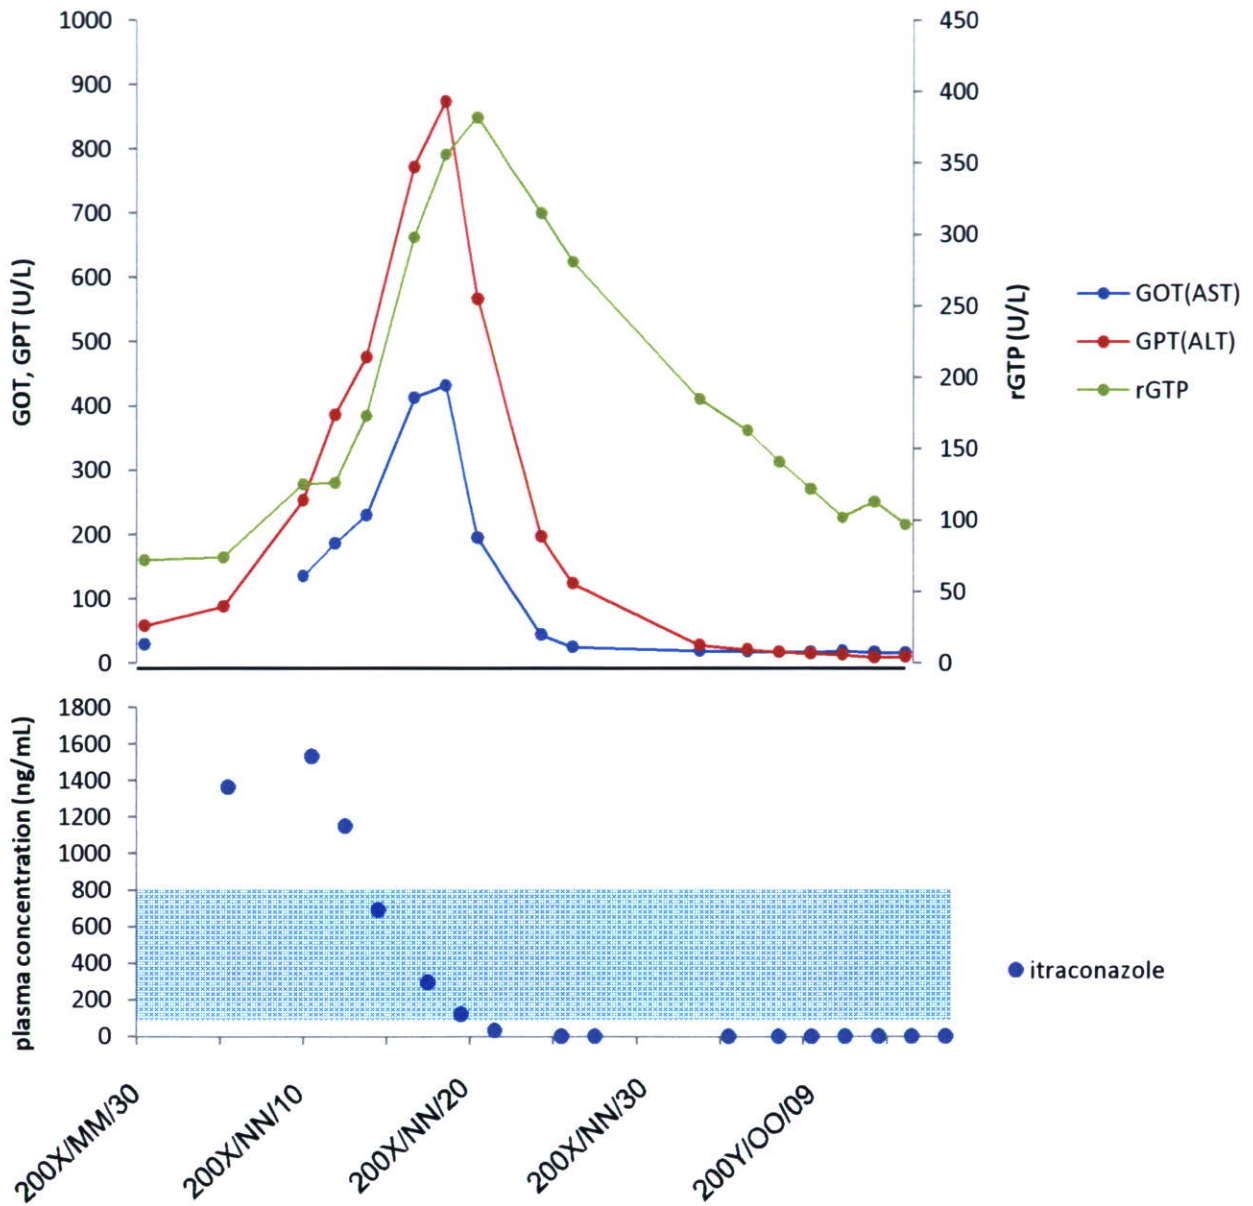 1000
900
800
700
600
500
400
300
200
100
0
GOT, GPT (U/L)
450
400
350
300
250
200
150
100
50
0
rGTP (U/L)
GOT(AST)
GPT(ALT)
rGTP
1800
1600
1400
1200
1000
800
600
400
200
0
plasma concentration (ng/mL)
itraconazole
200X/MM/30
200X/NN/10
200X/NN/20
200X/NN/30
200Y/OO/09